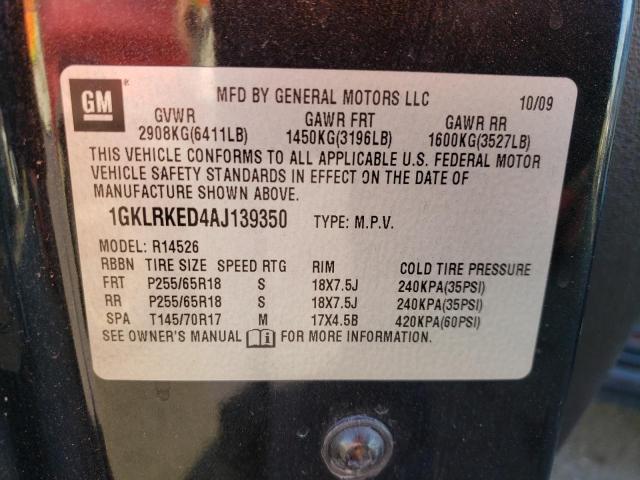 GM ®
MFD BY GENERAL MOTORS LLC 10/09
GVWR GAWR FRT GAWR RR
2908KG(6411LB) 1450KG(3196LB) 1600KG(3527LB)
THIS VEHICLE CONFORMS TO ALL APPLICABLE U.S. FEDERAL MOTOR
VEHICLE SAFETY STANDARDS IN EFFECT ON THE DATE OF
MANUFACTURE SHOWN ABOVE.
1GKLRKED4AJ139350 TYPE: M.P.V.
MODEL: R14526
RBBN TIRE SIZE SPEED RTG RIM COLD TIRE PRESSURE
FRT P255/65R18 S 18X7.5J 240KPA(35PSI)
RR P255/65R18 S 18X7.5J 240KPA(35PSI)
SPA T145/70R17 M 17X4.5B 420KPA(60PSI)
SEE OWNER'S MANUAL FOR MORE INFORMATION.